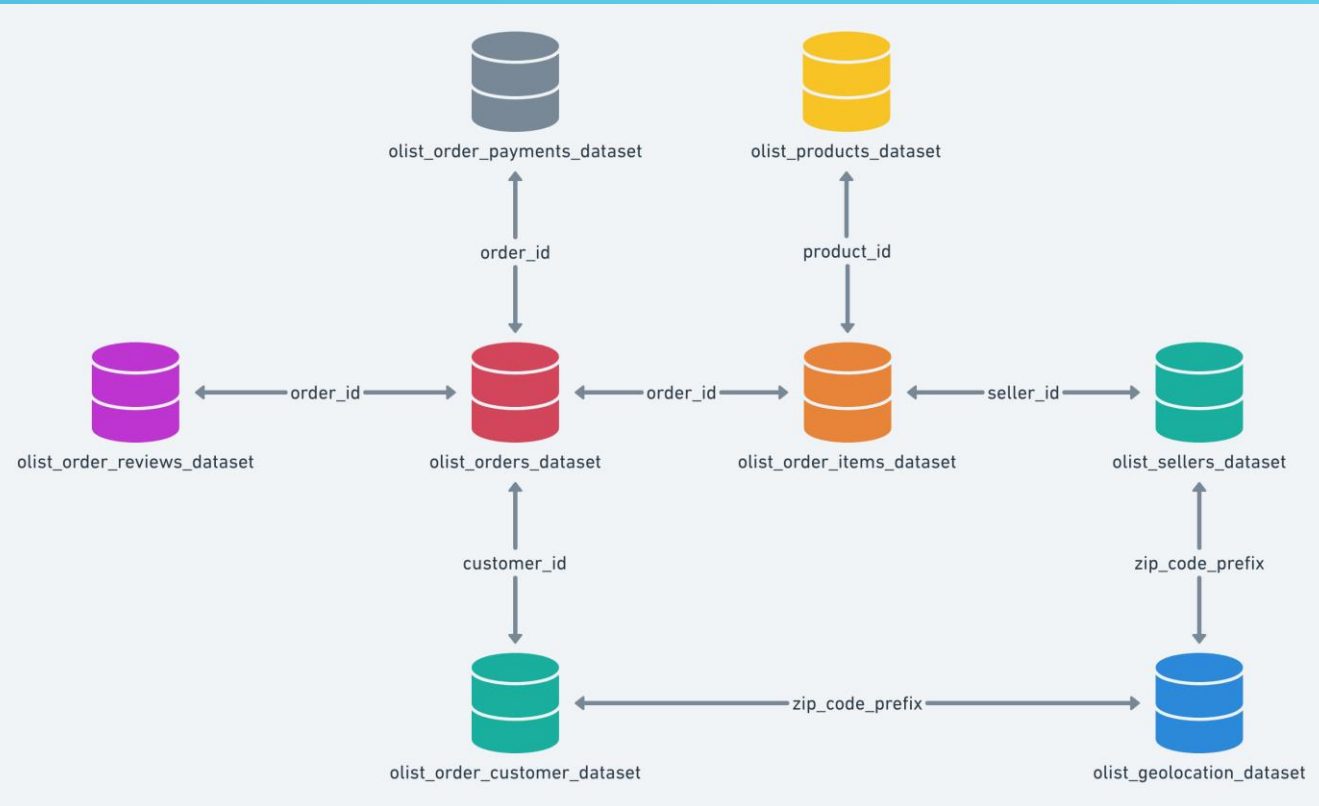 olist_order_payments_dataset
olist_products_dataset
order_id
product_id
order_id
order_id
seller_id
olist_order_reviews_dataset
olist_orders_dataset
olist_order_items_dataset
olist_sellers_dataset
customer_id
zip_code_prefix
zip_code_prefix
olist_order_customer_dataset
olist_geolocation_dataset